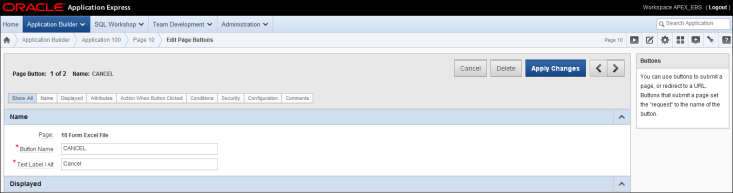 ORACLE Application Express
Workspace APEX_EBS ( Logout )
Home Application Builder SQL Workshop Team Development Administration
Search Application
Application Builder Application 100 Page 10 Edit Page Buttons
Page 10
Page Button: 1 of 2 Name: CANCEL
Cancel Delete Apply Changes
Show All Name Displayed Attributes Action When Button Clicked Conditions Security Configuration Comments
Name
Page: 10 Form Excel File
* Button Name CANCEL
* Text Label / Alt Cancel
Displayed
Buttons
You can use buttons to submit a
page, or redirect to a URL.
Buttons that submit a page set
the "request" to the name of the
button.